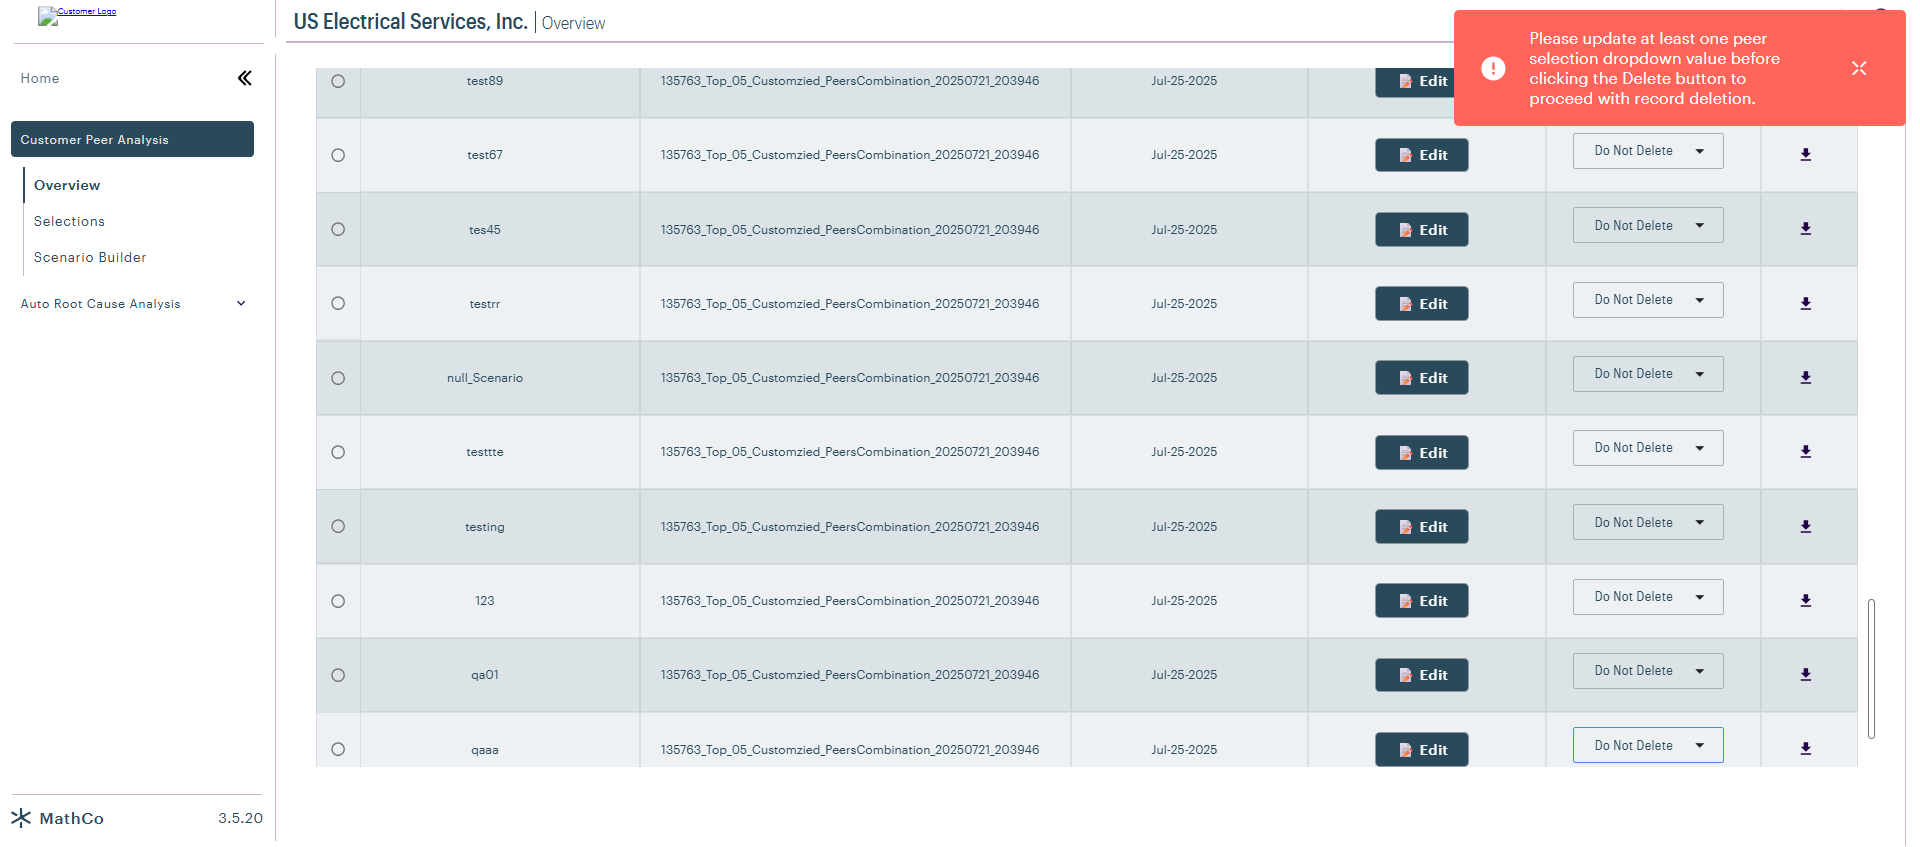 Customer Logo
US Electrical Services, Inc. | Overview
Please update at least one peer
selection dropdown value before
clicking the Delete button to
proceed with record deletion.
Home
Customer Peer Analysis
Overview
Selections
Scenario Builder
Auto Root Cause Analysis
test89 135763_Top_05_Customzied_PeersCombination_20250721_203946 Jul-25-2025 Edit
test67 135763_Top_05_Customzied_PeersCombination_20250721_203946 Jul-25-2025 Edit Do Not Delete
tes45 135763_Top_05_Customzied_PeersCombination_20250721_203946 Jul-25-2025 Edit Do Not Delete
testrr 135763_Top_05_Customzied_PeersCombination_20250721_203946 Jul-25-2025 Edit Do Not Delete
null_Scenario 135763_Top_05_Customzied_PeersCombination_20250721_203946 Jul-25-2025 Edit Do Not Delete
testtte 135763_Top_05_Customzied_PeersCombination_20250721_203946 Jul-25-2025 Edit Do Not Delete
testing 135763_Top_05_Customzied_PeersCombination_20250721_203946 Jul-25-2025 Edit Do Not Delete
123 135763_Top_05_Customzied_PeersCombination_20250721_203946 Jul-25-2025 Edit Do Not Delete
qa01 135763_Top_05_Customzied_PeersCombination_20250721_203946 Jul-25-2025 Edit Do Not Delete
qaaa 135763_Top_05_Customzied_PeersCombination_20250721_203946 Jul-25-2025 Edit Do Not Delete
MathCo 3.5.20